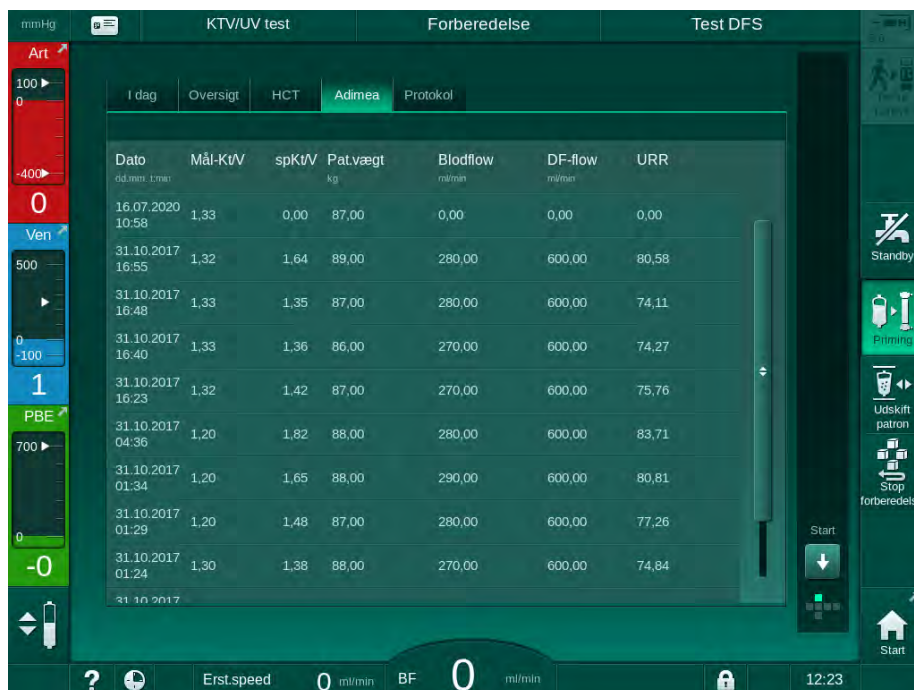 mmHg
KTV/UV test
Forberedelse
Test DFS
Art
100
0
-400
0
Ven
500
0
-100
1
PBE
700
0
-0
I dag
Oversigt
HCT
Adimea
Protokol
Dato Mål-Kt/V spKt/V Pat.vægt Blodflow DF-flow URR
kg ml/min ml/min
16.07.2020
10:58
1,33 0,00 87,00 0,00 0,00 0,00
31.10.2017
16:55
1,32 1,64 89,00 280,00 600,00 80,58
31.10.2017
16:48
1,33 1,35 87,00 280,00 600,00 74,11
31.10.2017
16:40
1,33 1,36 86,00 270,00 600,00 74,27
31.10.2017
16:23
1,32 1,42 87,00 270,00 600,00 75,76
31.10.2017
04:36
1,20 1,82 88,00 280,00 600,00 83,71
31.10.2017
01:34
1,20 1,65 88,00 290,00 600,00 80,81
31.10.2017
01:29
1,20 1,48 87,00 280,00 600,00 77,26
31.10.2017
01:24
1,30 1,38 88,00 270,00 600,00 74,84
31.10.2017
Start
Standby
Priming
Udskift
patron
Stop
forberedels
Start
? Erst.speed 0 ml/min BF 0 ml/min 12:23